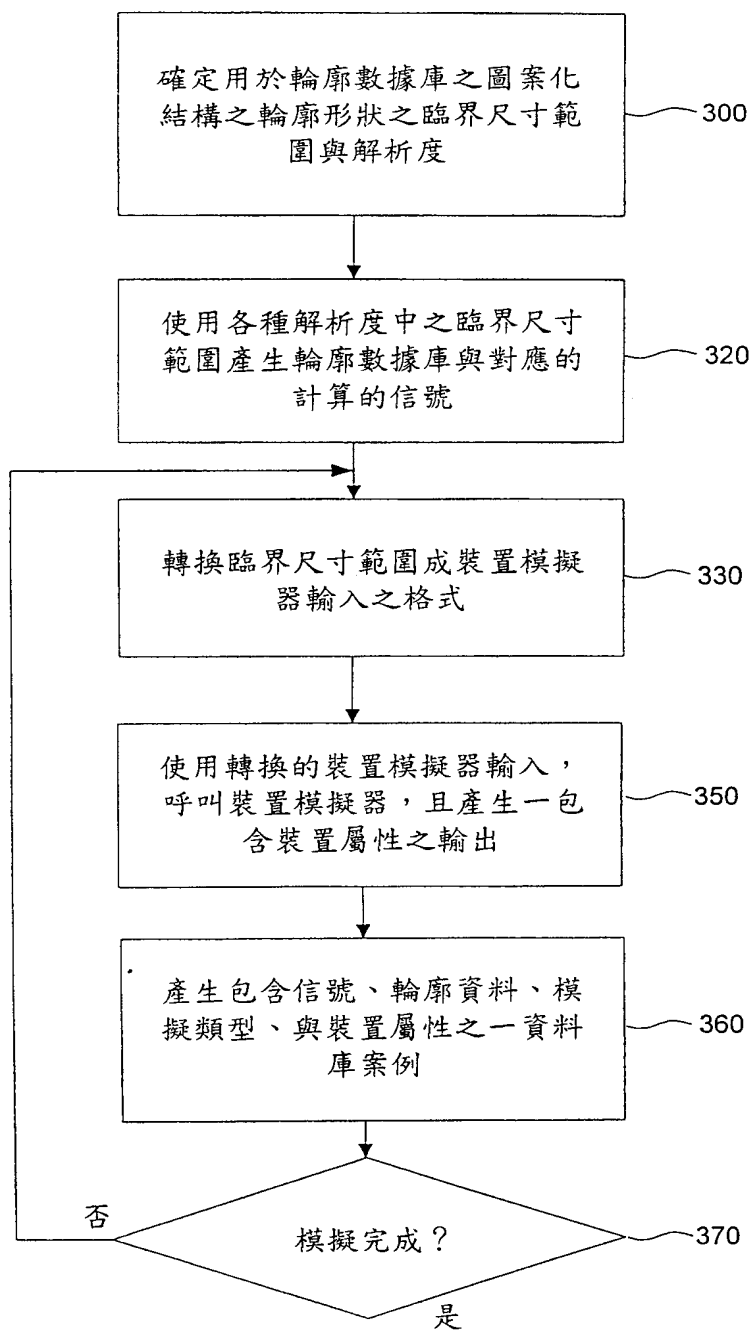 確定用於輪廓數據庫之圖案化
結構之輪廓形狀之臨界尺寸範
圍與解析度
300
使用各種解析度中之臨界尺寸
範圍產生輪廓數據庫與對應的
計算的信號
320
轉換臨界尺寸範圍成裝置模擬
器輸入之格式
330
使用轉換的裝置模擬器輸入，
呼叫裝置模擬器，且產生一包
含裝置屬性之輸出
350
產生包含信號、輪廓資料、模
擬類型、與裝置屬性之一資料
庫案例
360
否
模擬完成？
370
是